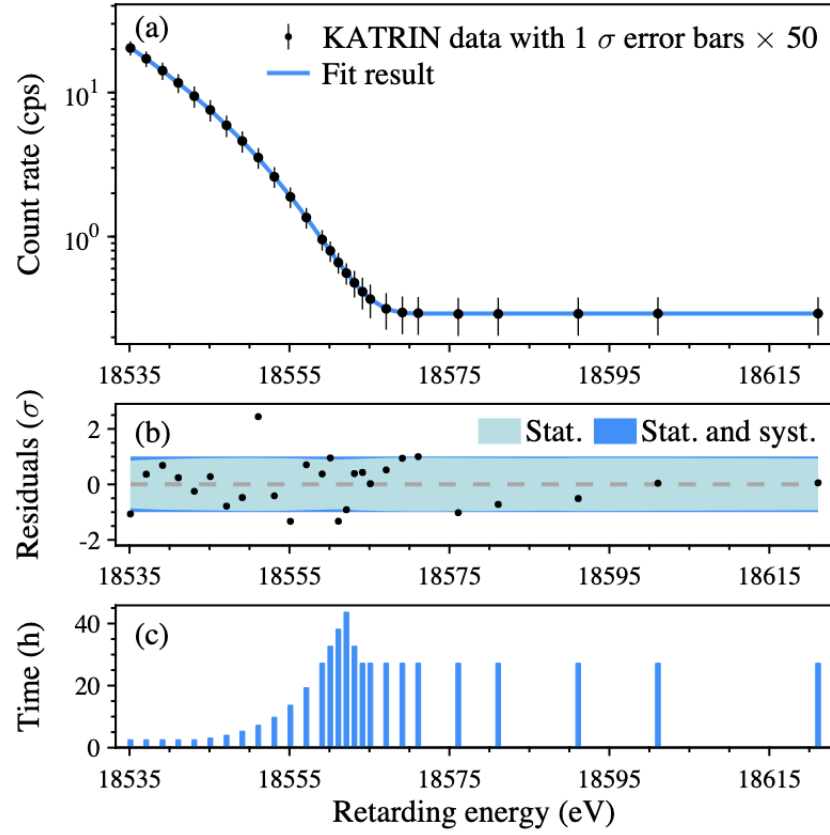 (a)
KATRIN data with 1 σ error bars × 50
Fit result
Count rate (cps)
10¹
10⁰
18535 18555 18575 18595 18615
(b)
Stat. Stat. and syst.
Residuals (σ)
2
0
-2
18535 18555 18575 18595 18615
(c)
Time (h)
40
20
0
18535 18555 18575 18595 18615
Retarding energy (eV)